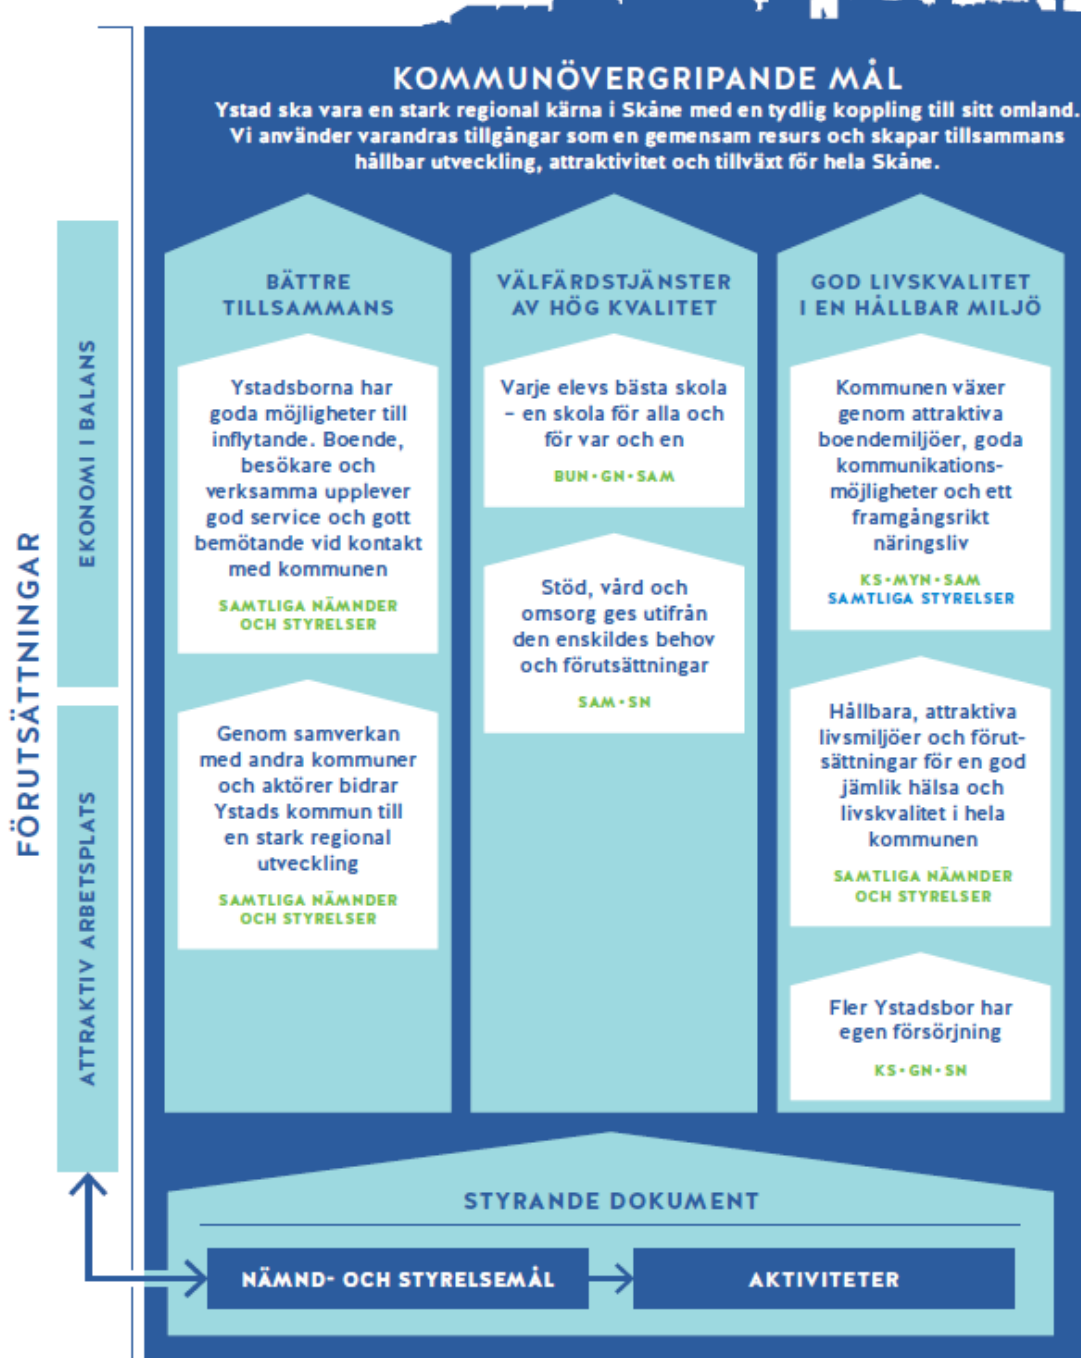 KOMMUNÖVERGRIPANDE MÅL
Ystad ska vara en stark regional kärna i Skåne med en tydlig koppling till sitt omland.
Vi använder varandras tillgångar som en gemensam resurs och skapar tillsammans
hållbar utveckling, attraktivitet och tillväxt för hela Skåne.
FÖRUTSÄTTNINGAR
EKONOMI I BALANS
ATTRAKTIV ARBETSPLATS
BÄTTRE
TILLSAMMANS
Ystadsborna har
goda möjligheter till
inflytande. Boende,
besökare och
verksamma upplever
god service och gott
bemötande vid kontakt
med kommunen
SAMTLIGA NÄMNDER
OCH STYRELSER
Genom samverkan
med andra kommuner
och aktörer bidrar
Ystads kommun till
en stark regional
utveckling
SAMTLIGA NÄMNDER
OCH STYRELSER
VÄLFÄRDSTJÄNSTER
AV HÖG KVALITET
Varje elevs bästa skola
– en skola för alla och
för var och en
BUN • GN • SAM
Stöd, vård och
omsorg ges utifrån
den enskildes behov
och förutsättningar
SAM • SN
GOD LIVSKVALITET
I EN HÅLLBAR MILJÖ
Kommunen växer
genom attraktiva
boendemiljöer, goda
kommunikations-
möjligheter och ett
framgångsrikt
näringsliv
KS • MYN • SAM
SAMTLIGA STYRELSER
Hållbara, attraktiva
livsmiljöer och förut-
sättningar för en god
jämlik hälsa och
livskvalitet i hela
kommunen
SAMTLIGA NÄMNDER
OCH STYRELSER
Fler Ystadsbor har
egen försörjning
KS • GN • SN
STYRANDE DOKUMENT
NÄMND- OCH STYRELSEMÅL
AKTIVITETER